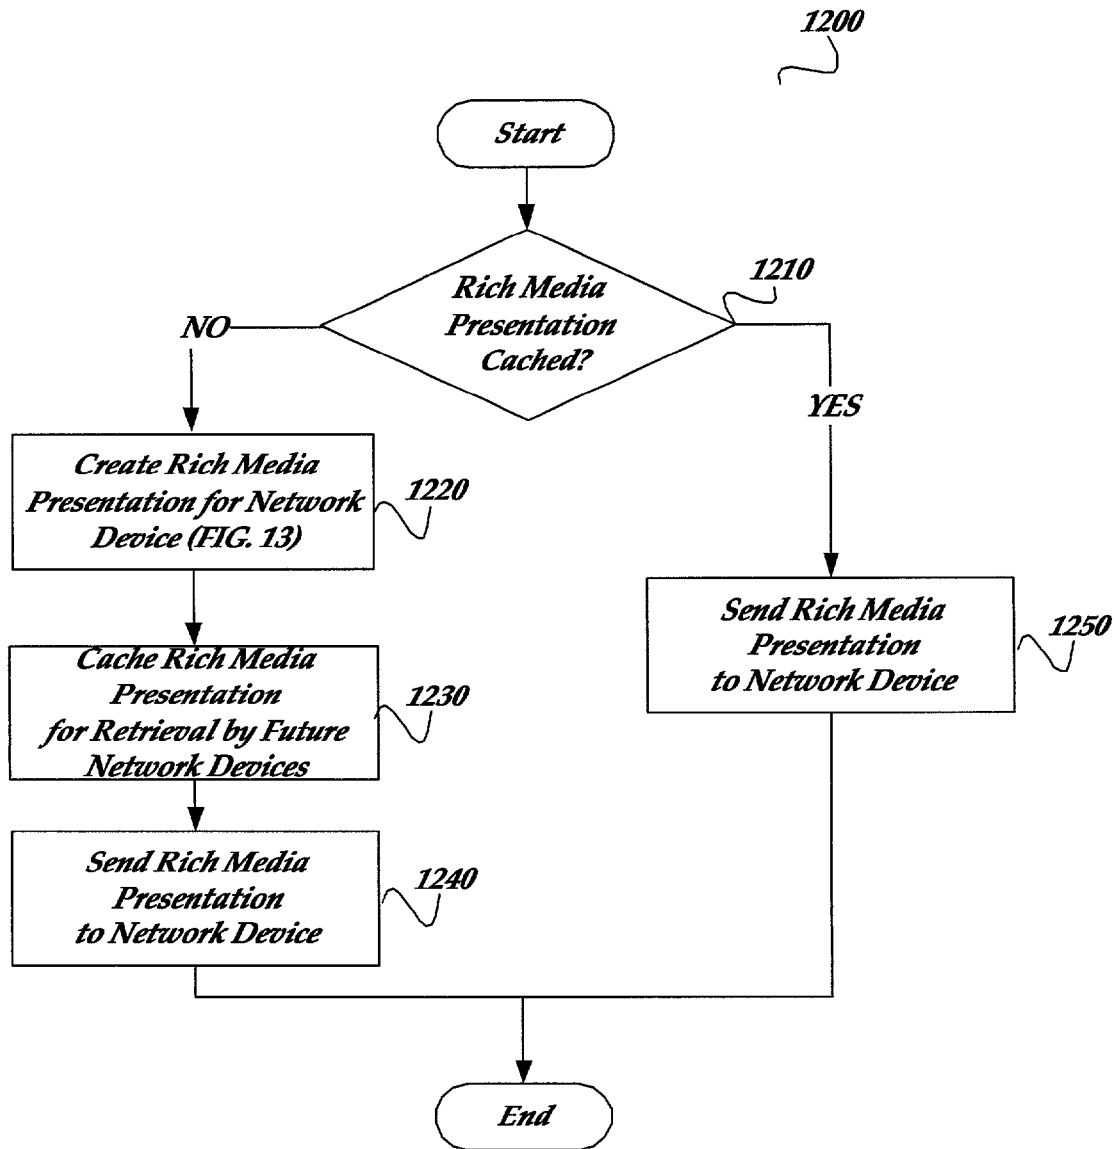 1200
Start
Rich Media
Presentation
Cached?
1210
NO
YES
Create Rich Media
Presentation for Network
Device (FIG. 13)
1220
Cache Rich Media
Presentation
for Retrieval by Future
Network Devices
1230
Send Rich Media
Presentation
to Network Device
1250
Send Rich Media
Presentation
to Network Device
1240
End